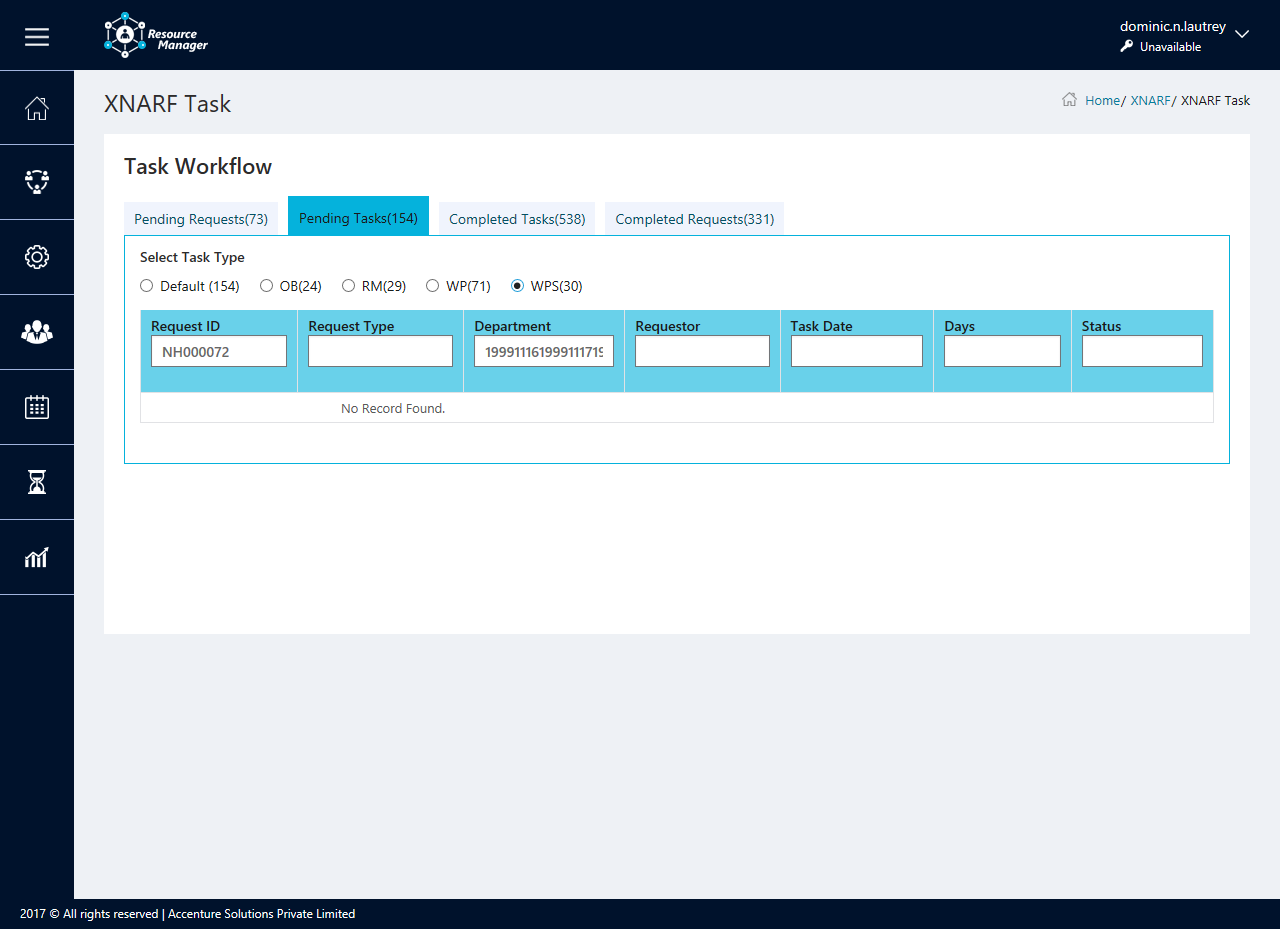 Resource
Manager
dominic.n.lautrey
Unavailable
XNARF Task
Home/ XNARF/ XNARF Task
Task Workflow
Pending Requests(73) Pending Tasks(154) Completed Tasks(538) Completed Requests(331)
Select Task Type
Default (154) OB(24) RM(29) WP(71) WPS(30)
Request ID Request Type Department Requestor Task Date Days Status
NH000072 199911161999111719
No Record Found.
2017 © All rights reserved | Accenture Solutions Private Limited